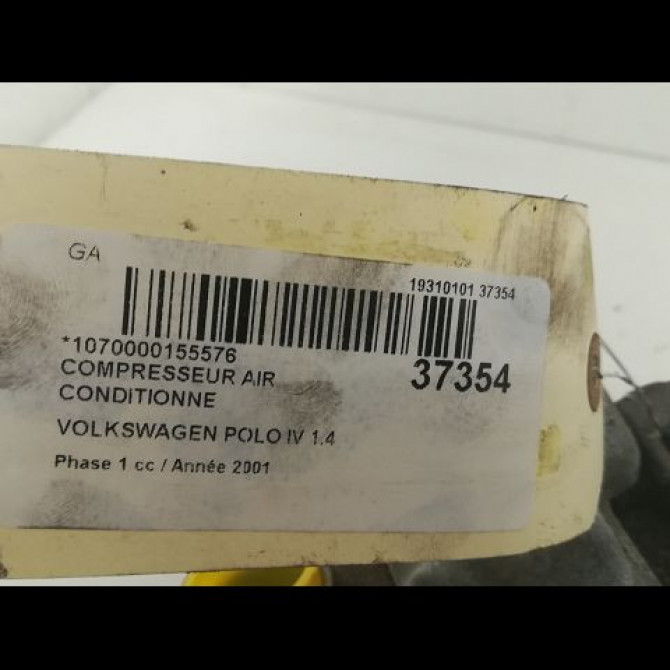 GA
19310101 37354
*1070000155576
COMPRESSEUR AIR
37354
CONDITIONNE
VOLKSWAGEN POLO IV 1.4
Phase 1 cc / Année 2001